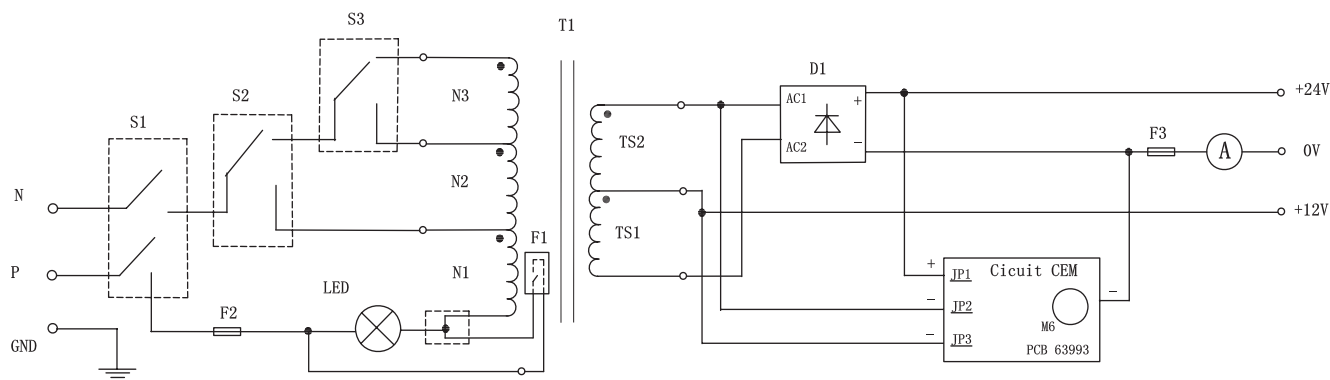 S3
T1
S2
S1
N3
D1
AC1
+
+24V
AC2
-
F3
A
0V
TS2
N2
N
+12V
TS1
F1
N1
P
LED
F2
GND
+
JP1
Cicuit CEM
-
JP2
-
M6
-
JP3
PCB 63993